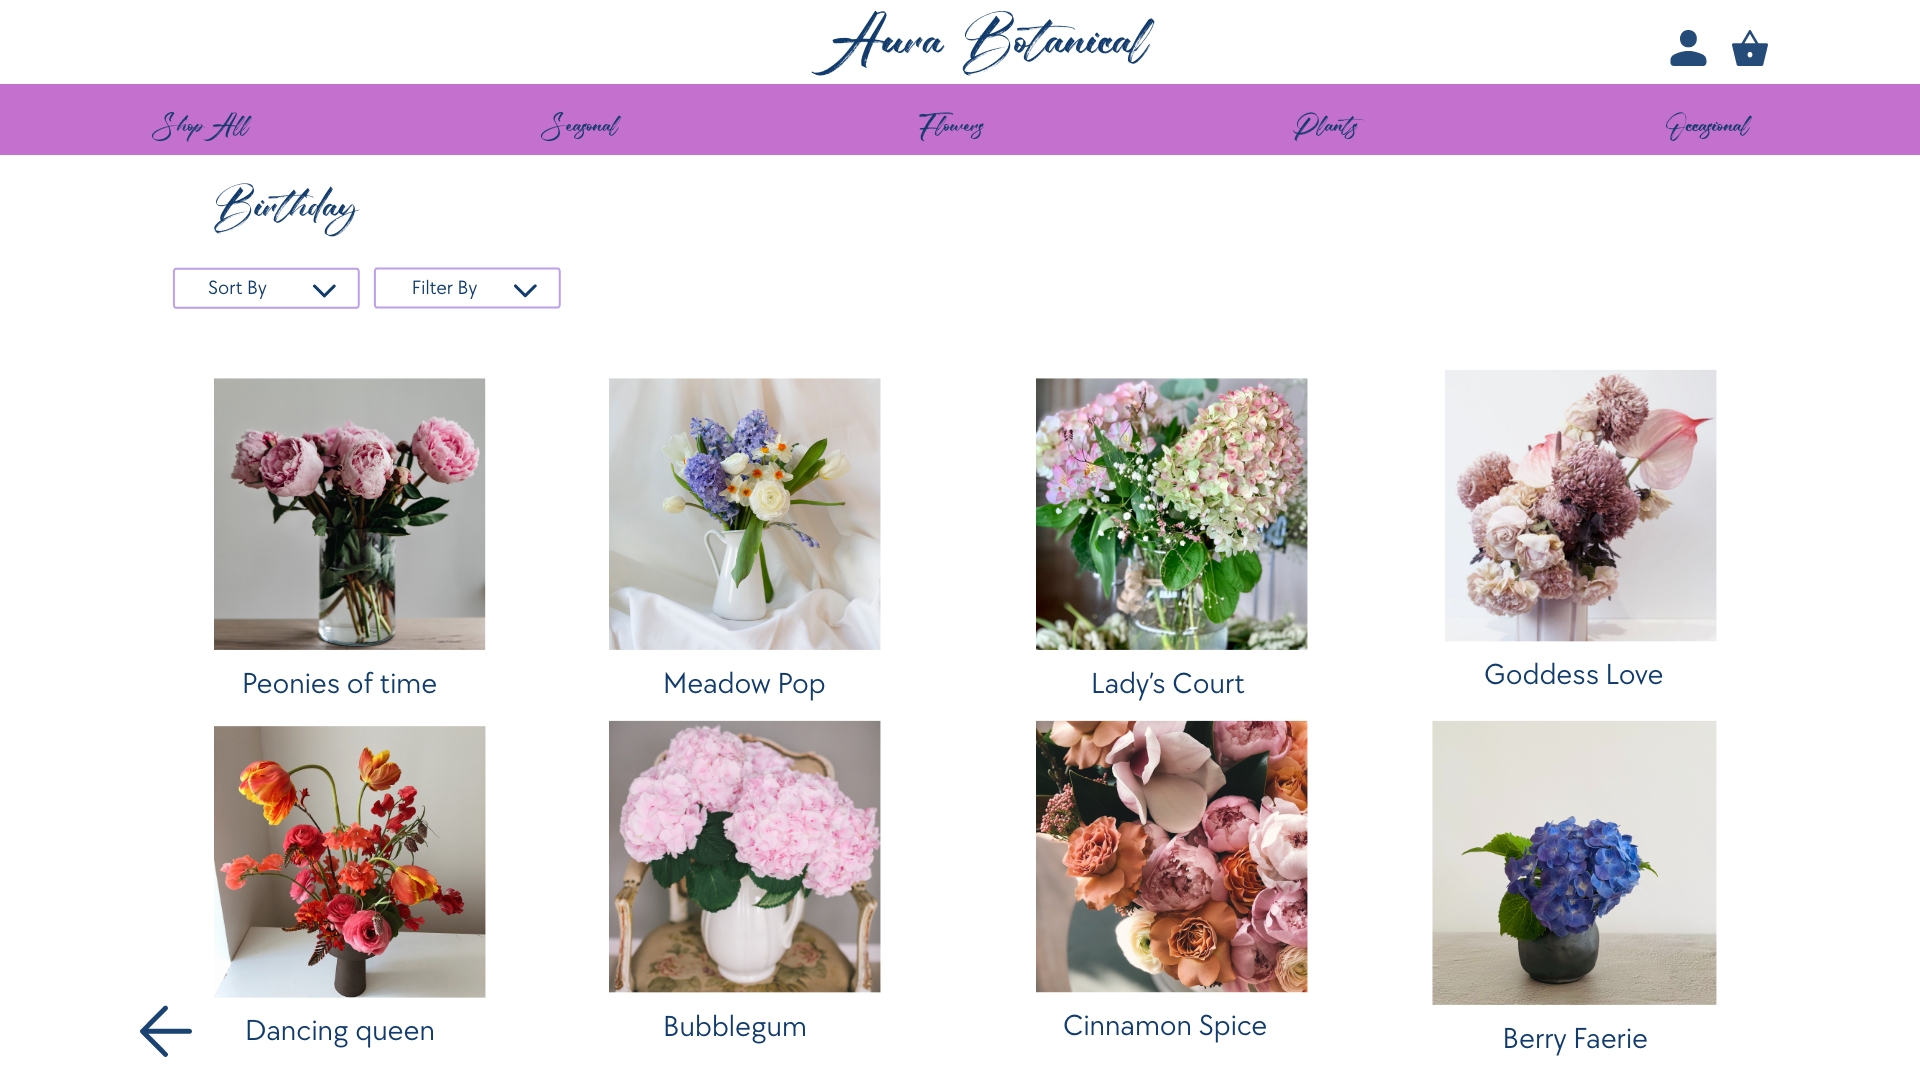 Aura Botanical
Shop All
Seasonal
Flowers
Plants
Occasional
Birthday
Sort By
Filter By
Peonies of time
Meadow Pop
Lady's Court
Goddess Love
Dancing queen
Bubblegum
Cinnamon Spice
Berry Faerie